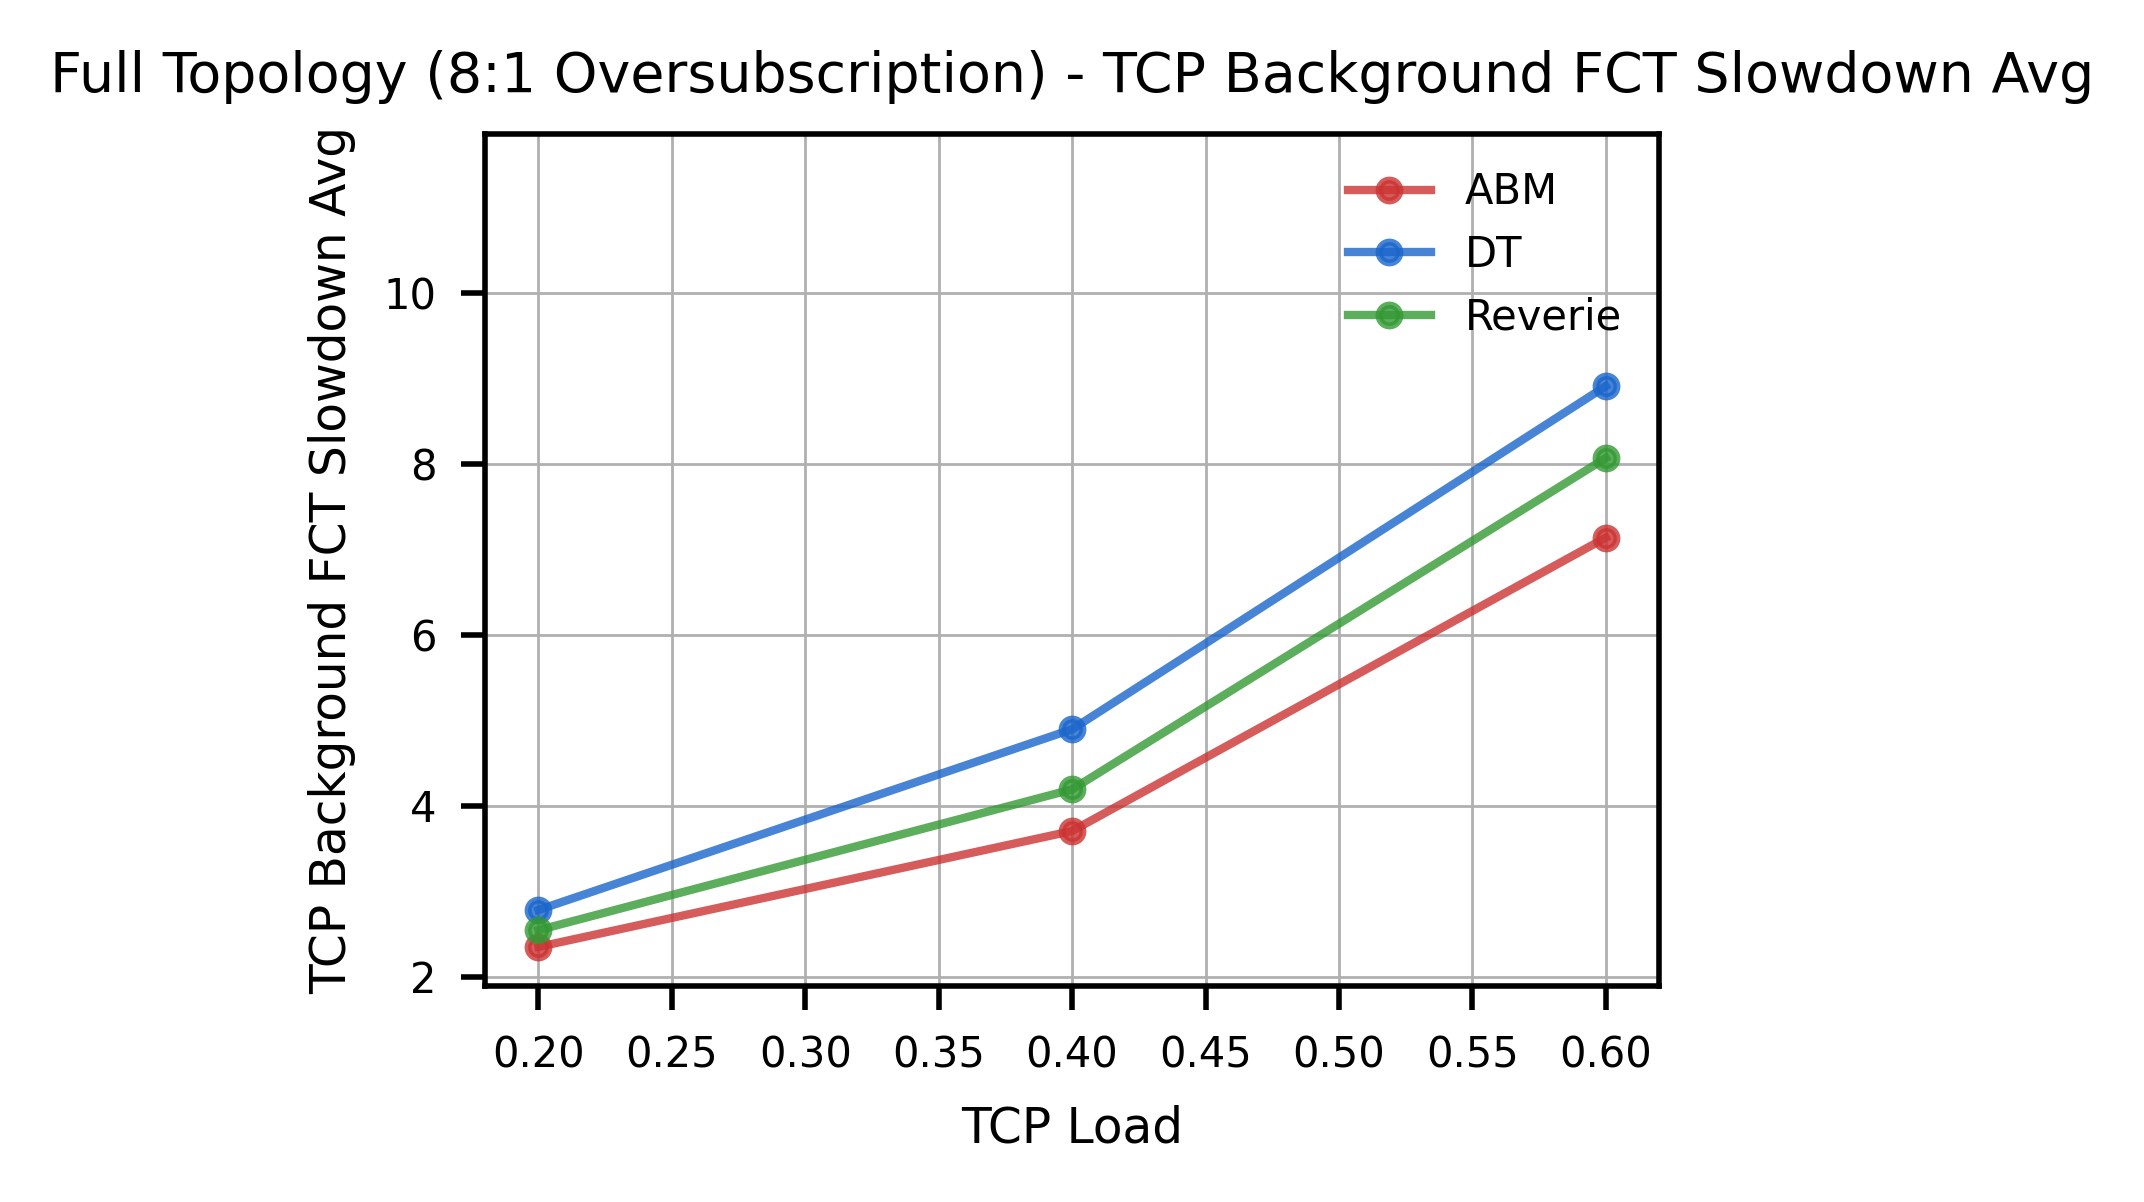 Full Topology (8:1 Oversubscription) - TCP Background FCT Slowdown Avg
TCP Background FCT Slowdown Avg
10
8
6
4
2
ABM
DT
Reverie
0.20 0.25 0.30 0.35 0.40 0.45 0.50 0.55 0.60
TCP Load